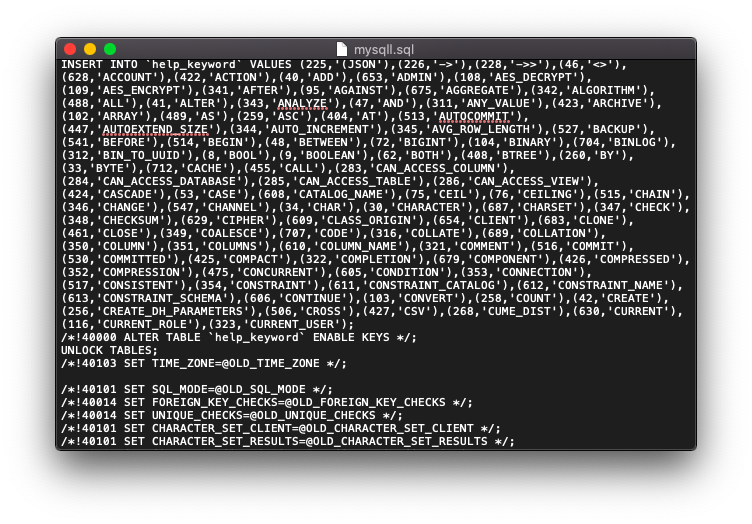 mysqll.sql
INSERT INTO `help_keyword` VALUES (225,'(JSON'),(226,'->'),(228,'->>'),(46,'<>'),
(628,'ACCOUNT'),(422,'ACTION'),(40,'ADD'),(653,'ADMIN'),(108,'AES_DECRYPT'),
(109,'AES_ENCRYPT'),(341,'AFTER'),(95,'AGAINST'),(675,'AGGREGATE'),(342,'ALGORITHM'),
(488,'ALL'),(41,'ALTER'),(343,'ANALYZE'),(47,'AND'),(311,'ANY_VALUE'),(423,'ARCHIVE'),
(102,'ARRAY'),(489,'AS'),(259,'ASC'),(404,'AT'),(513,'AUTOCOMMIT'),
(447,'AUTOEXTEND_SIZE'),(344,'AUTO_INCREMENT'),(345,'AVG_ROW_LENGTH'),(527,'BACKUP'),
(541,'BEFORE'),(514,'BEGIN'),(48,'BETWEEN'),(72,'BIGINT'),(104,'BINARY'),(704,'BINLOG'),
(312,'BIN_TO_UUID'),(8,'BOOL'),(9,'BOOLEAN'),(62,'BOTH'),(408,'BTREE'),(260,'BY'),
(33,'BYTE'),(712,'CACHE'),(455,'CALL'),(283,'CAN_ACCESS_COLUMN'),
(284,'CAN_ACCESS_DATABASE'),(285,'CAN_ACCESS_TABLE'),(286,'CAN_ACCESS_VIEW'),
(424,'CASCADE'),(53,'CASE'),(608,'CATALOG_NAME'),(75,'CEIL'),(76,'CEILING'),(515,'CHAIN'),
(346,'CHANGE'),(547,'CHANNEL'),(34,'CHAR'),(30,'CHARACTER'),(687,'CHARSET'),(347,'CHECK'),
(348,'CHECKSUM'),(629,'CIPHER'),(609,'CLASS_ORIGIN'),(654,'CLIENT'),(683,'CLONE'),
(461,'CLOSE'),(349,'COALESCE'),(707,'CODE'),(316,'COLLATE'),(689,'COLLATION'),
(350,'COLUMN'),(351,'COLUMNS'),(610,'COLUMN_NAME'),(321,'COMMENT'),(516,'COMMIT'),
(530,'COMMITTED'),(425,'COMPACT'),(322,'COMPLETION'),(679,'COMPONENT'),(426,'COMPRESSED'),
(352,'COMPRESSION'),(475,'CONCURRENT'),(605,'CONDITION'),(353,'CONNECTION'),
(517,'CONSISTENT'),(354,'CONSTRAINT'),(611,'CONSTRAINT_CATALOG'),(612,'CONSTRAINT_NAME'),
(613,'CONSTRAINT_SCHEMA'),(606,'CONTINUE'),(103,'CONVERT'),(258,'COUNT'),(42,'CREATE'),
(256,'CREATE_DH_PARAMETERS'),(506,'CROSS'),(427,'CSV'),(268,'CUME_DIST'),(630,'CURRENT'),
(116,'CURRENT_ROLE'),(323,'CURRENT_USER');
/*!40000 ALTER TABLE `help_keyword` ENABLE KEYS */;
UNLOCK TABLES;
/*!40103 SET TIME_ZONE=@OLD_TIME_ZONE */;
/*!40101 SET SQL_MODE=@OLD_SQL_MODE */;
/*!40014 SET FOREIGN_KEY_CHECKS=@OLD_FOREIGN_KEY_CHECKS */;
/*!40014 SET UNIQUE_CHECKS=@OLD_UNIQUE_CHECKS */;
/*!40101 SET CHARACTER_SET_CLIENT=@OLD_CHARACTER_SET_CLIENT */;
/*!40101 SET CHARACTER_SET_RESULTS=@OLD_CHARACTER_SET_RESULTS */;